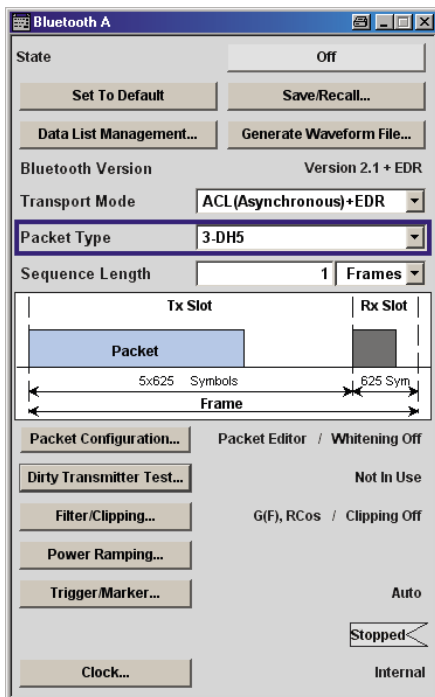 Bluetooth A
State Off
Set To Default Save/Recall...
Data List Management... Generate Waveform File...
Bluetooth Version Version 2.1 + EDR
Transport Mode ACL(Asynchronous)+EDR
Packet Type 3-DH5
Sequence Length 1 Frames
Tx Slot Rx Slot
Packet
5x625 Symbols 625 Sym
Frame
Packet Configuration... Packet Editor / Whitening Off
Dirty Transmitter Test... Not In Use
Filter/Clipping... G(F), RCos / Clipping Off
Power Ramping...
Trigger/Marker... Auto
Stopped
Clock... Internal